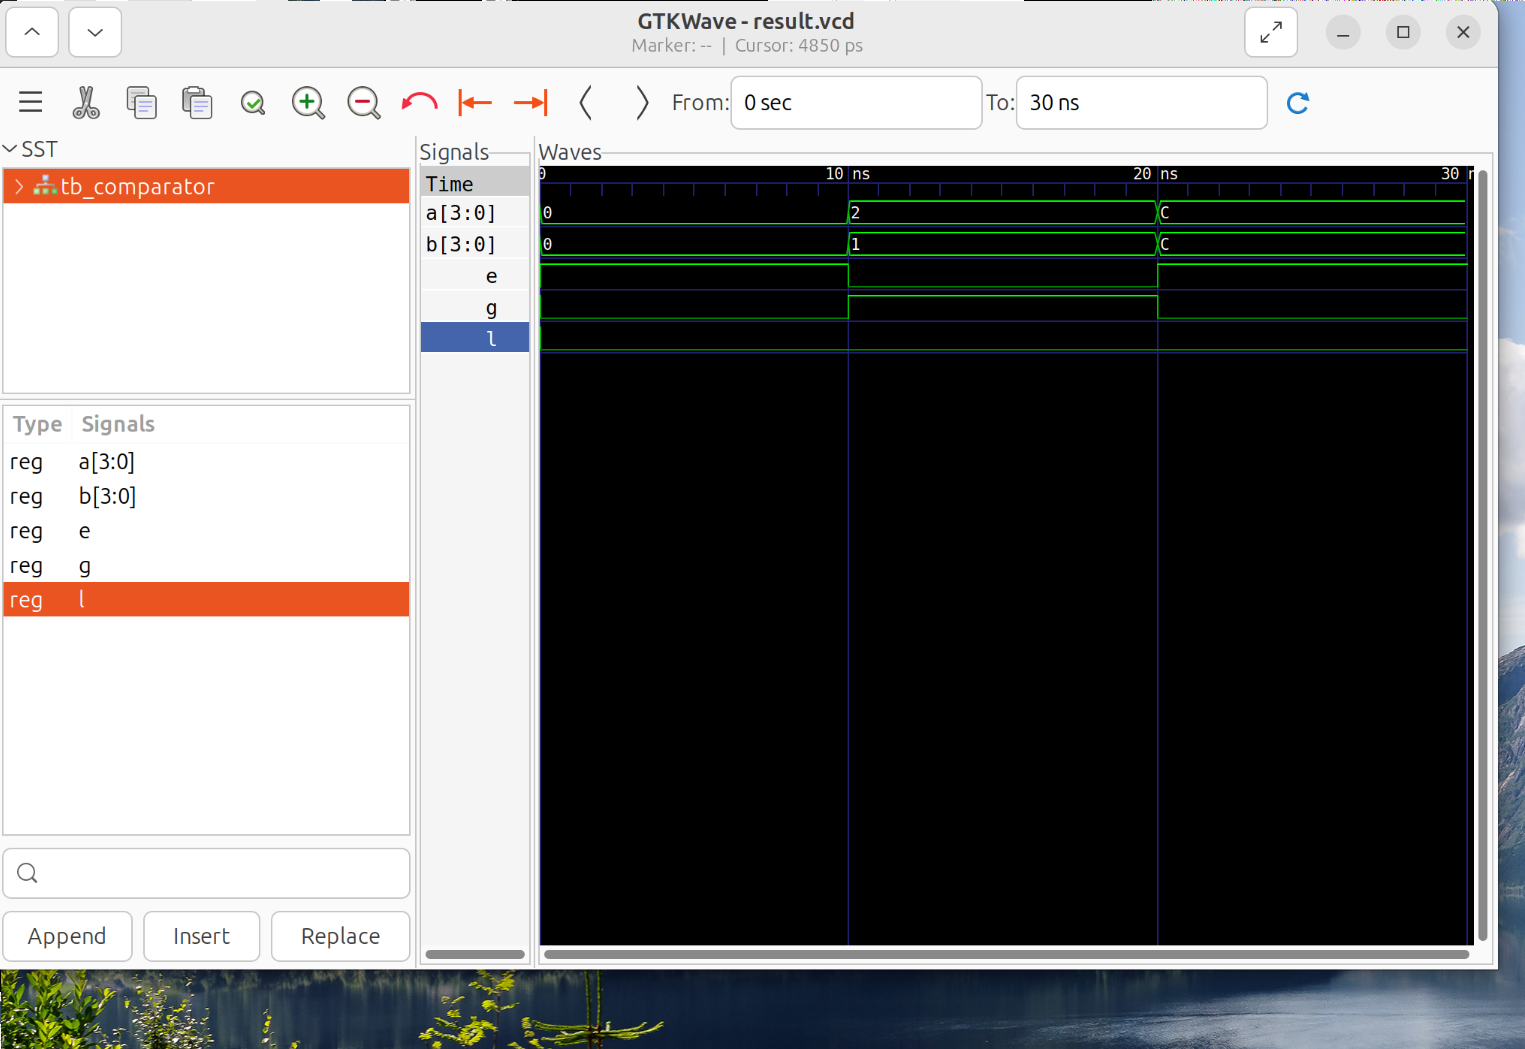 GTKWave - result.vcd
Marker: -- | Cursor: 4850 ps
From: 0 sec To: 30 ns
SST
tb_comparator
Type Signals
reg a[3:0]
reg b[3:0]
reg e
reg g
reg l
Append Insert Replace
Signals
Time
a[3:0]
b[3:0]
e
g
l
Waves
0 10 ns 20 ns 30 n
0 2 C
0 1 C